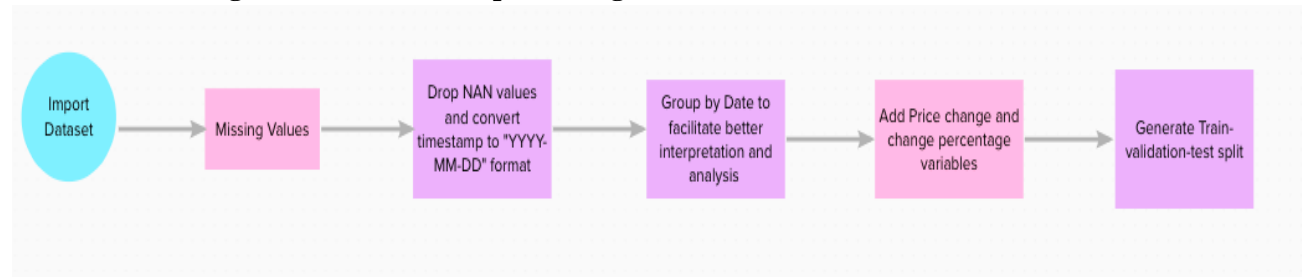 Import
Dataset
Missing Values
Drop NAN values
and convert
timestamp to "YYYY-
MM-DD" format
Group by Date to
facilitate better
interpretation and
analysis
Add Price change and
change percentage
variables
Generate Train-
validation-test split